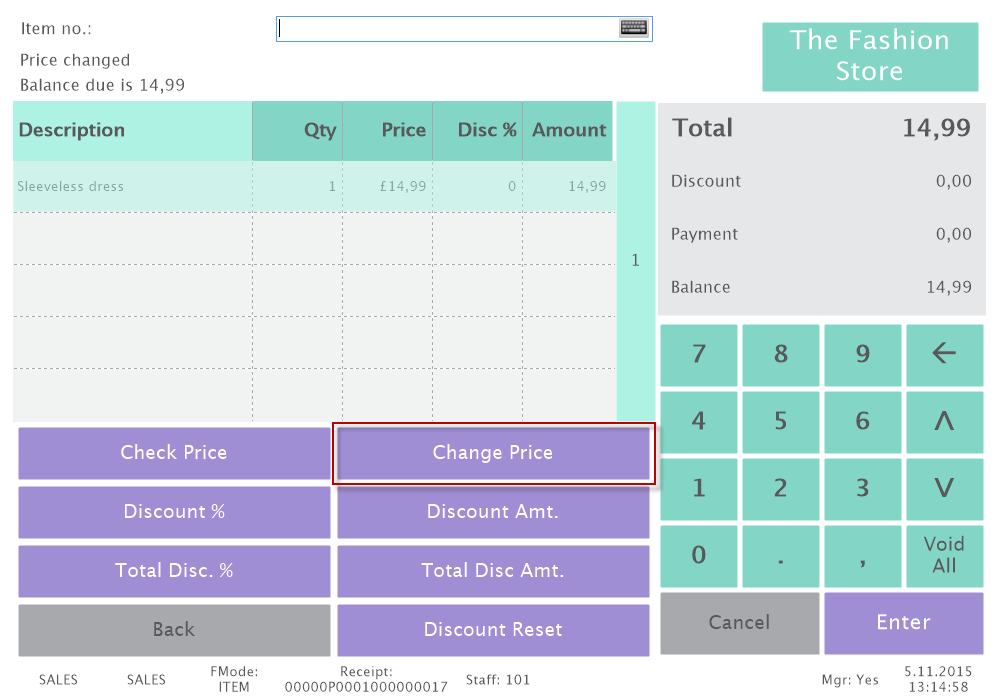 Item no.:
Price changed
Balance due is 14,99
The Fashion
Store
Description Qty Price Disc % Amount
Sleeveless dress 1 £14,99 0 14,99
1
Total 14,99
Discount 0,00
Payment 0,00
Balance 14,99
7 8 9 ←
4 5 6 Λ
1 2 3 V
0 . , Void
All
Cancel Enter
Check Price Change Price
Discount % Discount Amt.
Total Disc. % Total Disc Amt.
Back Discount Reset
SALES SALES FMode:
ITEM
Receipt:
00000P0001000000017
Staff: 101
Mgr: Yes
5.11.2015
13:14:58